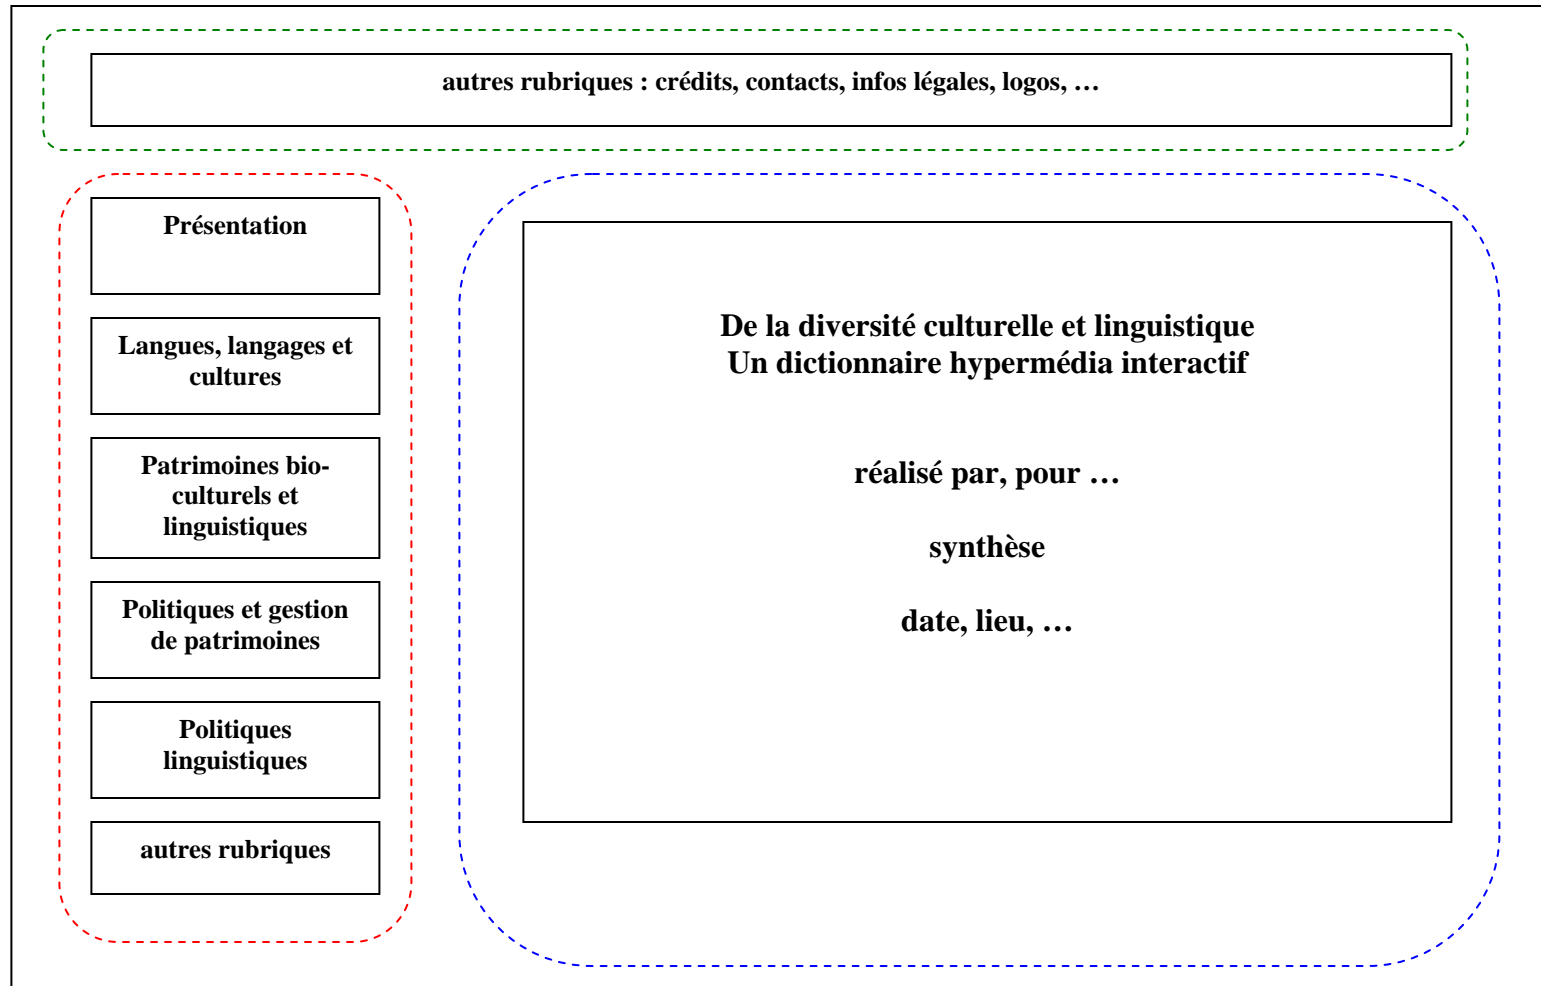 autres rubriques : crédits, contacts, infos légales, logos, …
Présentation
Langues, langages et
cultures
Patrimoines bio-
culturels et
linguistiques
Politiques et gestion
de patrimoines
Politiques
linguistiques
autres rubriques
De la diversité culturelle et linguistique
Un dictionnaire hypermédia interactif
réalisé par, pour …
synthèse
date, lieu, …